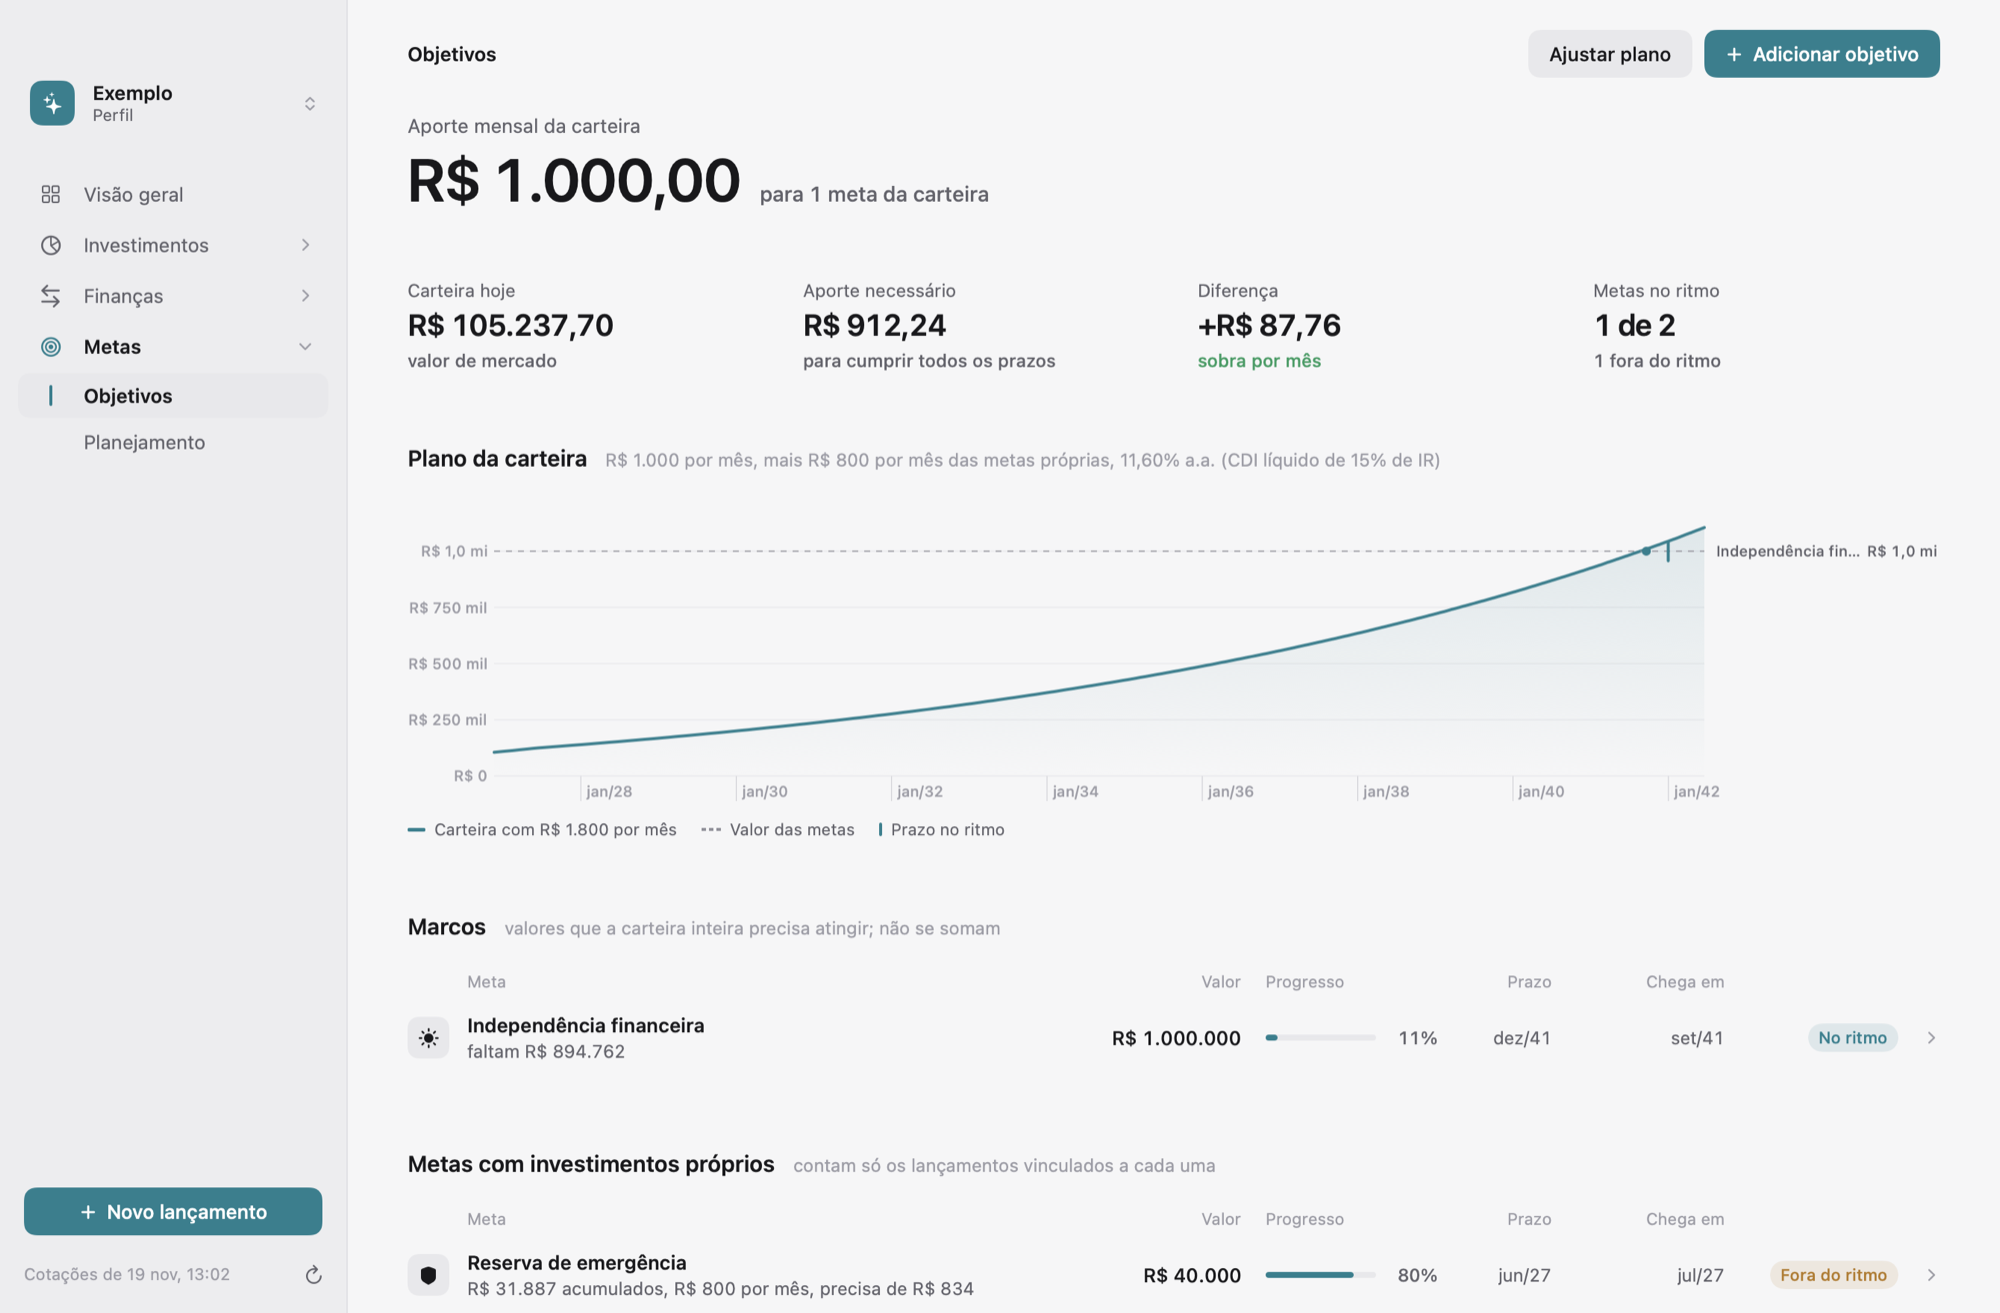 Exemplo
Perfil
Visão geral
Investimentos
Finanças
Metas
Objetivos
Planejamento
+ Novo lançamento
Cotações de 19 nov, 13:02
Objetivos
Ajustar plano
+ Adicionar objetivo
Aporte mensal da carteira
R$ 1.000,00 para 1 meta da carteira
Carteira hoje
R$ 105.237,70
valor de mercado
Aporte necessário
R$ 912,24
para cumprir todos os prazos
Diferença
+R$ 87,76
sobra por mês
Metas no ritmo
1 de 2
1 fora do ritmo
Plano da carteira R$ 1.000 por mês, mais R$ 800 por mês das metas próprias, 11,60% a.a. (CDI líquido de 15% de IR)
R$ 1,0 mi
Independência fin... R$ 1,0 mi
R$ 750 mil
R$ 500 mil
R$ 250 mil
R$ 0
jan/28 jan/30 jan/32 jan/34 jan/36 jan/38 jan/40 jan/42
Carteira com R$ 1.800 por mês Valor das metas Prazo no ritmo
Marcos valores que a carteira inteira precisa atingir; não se somam
Meta Valor Progresso Prazo Chega em
Independência financeira
faltam R$ 894.762
R$ 1.000.000 11% dez/41 set/41 No ritmo
Metas com investimentos próprios contam só os lançamentos vinculados a cada uma
Meta Valor Progresso Prazo Chega em
Reserva de emergência
R$ 31.887 acumulados, R$ 800 por mês, precisa de R$ 834
R$ 40.000 80% jun/27 jul/27 Fora do ritmo